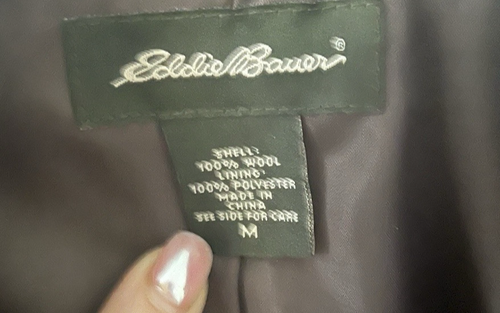 Eddie Bauer®
SHELL:
100% WOOL
LINING:
100% POLYESTER
MADE IN
CHINA
SEE SIDE FOR CARE
M